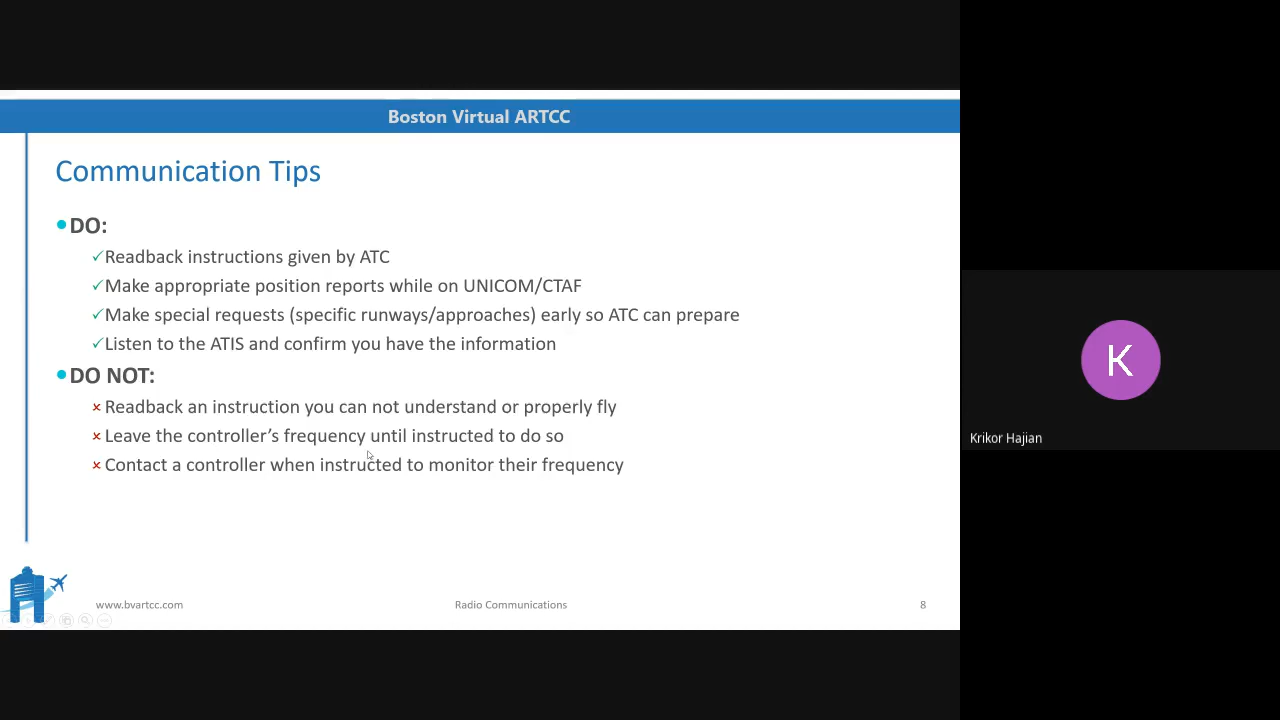 Boston Virtual ARTCC
Communication Tips
DO:
Readback instructions given by ATC
Make appropriate position reports while on UNICOM/CTAF
Make special requests (specific runways/approaches) early so ATC can prepare
Listen to the ATIS and confirm you have the information
DO NOT:
Readback an instruction you can not understand or properly fly
Leave the controller's frequency until instructed to do so
Contact a controller when instructed to monitor their frequency
www.bvartcc.com
Radio Communications
8
K
Krikor Hajian